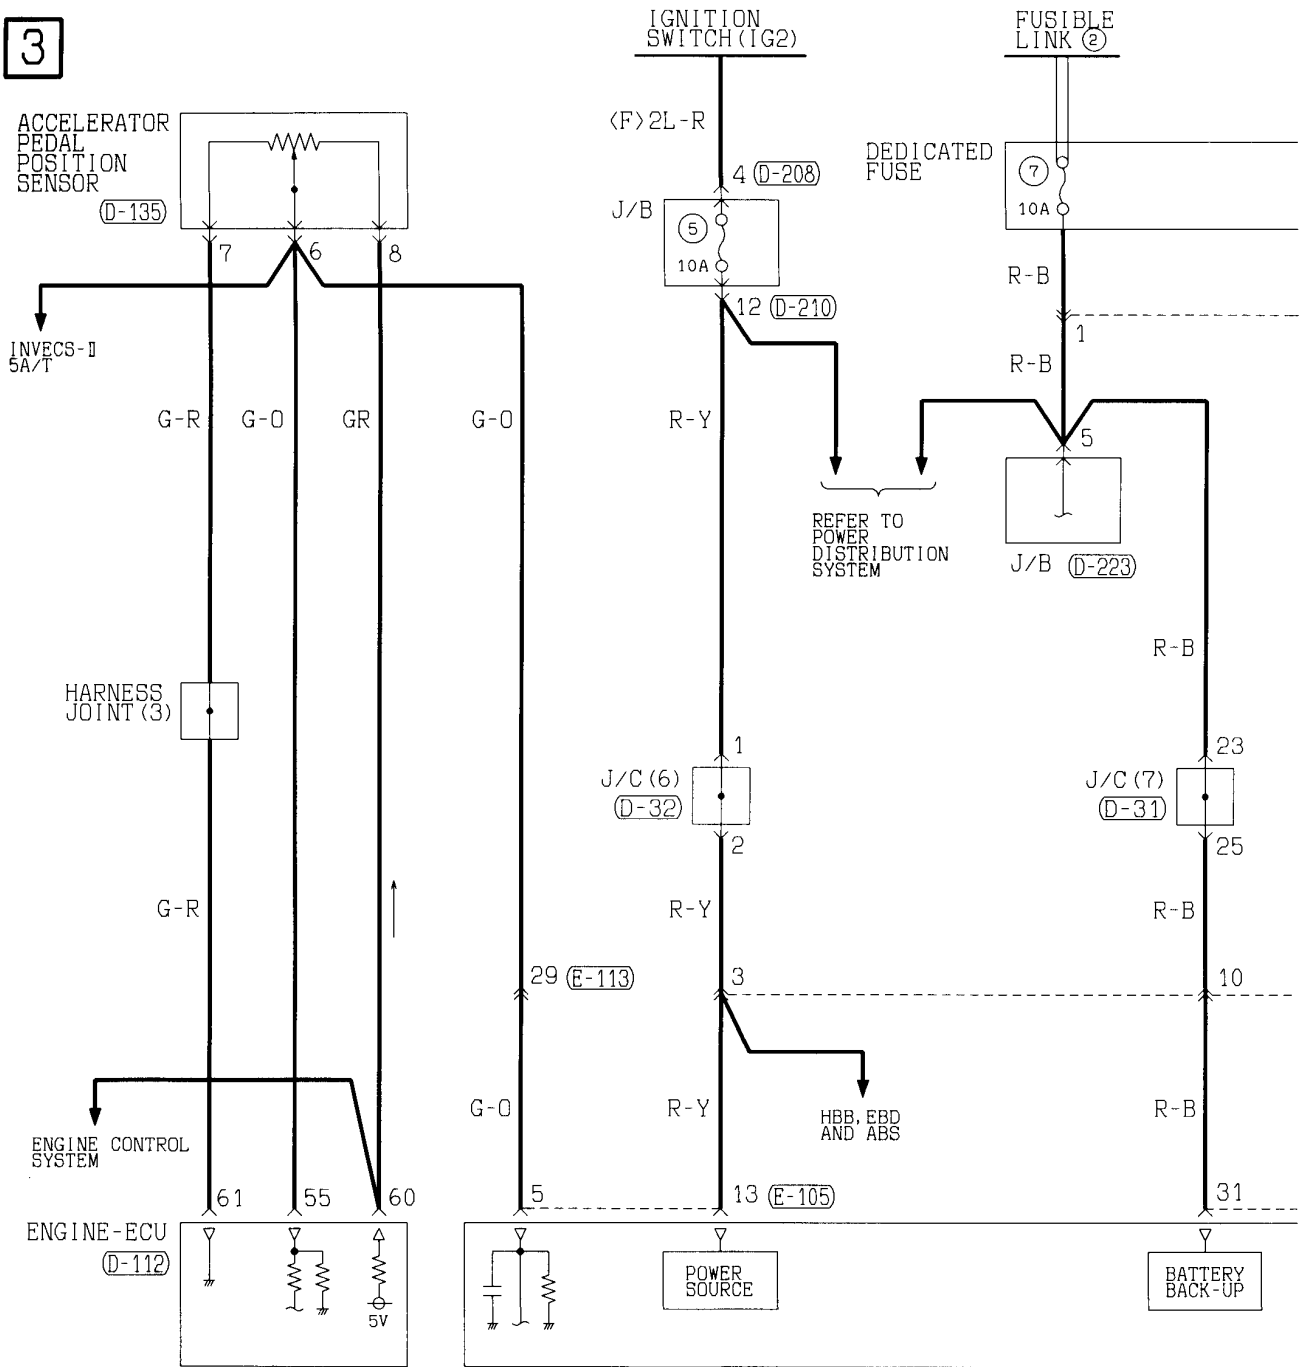 3
IGNITION
SWITCH(IG2)
FUSIBLE
LINK ②
ACCELERATOR
PEDAL
POSITION
SENSOR
(D-135)
<F>2L-R
4 (D-208)
J/B
⑤
10A
DEDICATED
FUSE
⑦
10A
7
6
8
12 (D-210)
R-B
1
INVECS-Ⅱ
5A/T
R-B
G-R
G-O
GR
G-O
R-Y
5
REFER TO
POWER
DISTRIBUTION
SYSTEM
J/B (D-223)
R-B
HARNESS
JOINT(3)
1
23
J/C(6)
(D-32)
J/C(7)
(D-31)
2
25
G-R
R-Y
R-B
29 (E-113)
3
10
G-O
R-Y
R-B
HBB,EBD
AND ABS
ENGINE CONTROL
SYSTEM
61
55
60
5
13 (E-105)
31
ENGINE-ECU
(D-112)
5V
POWER
SOURCE
BATTERY
BACK-UP